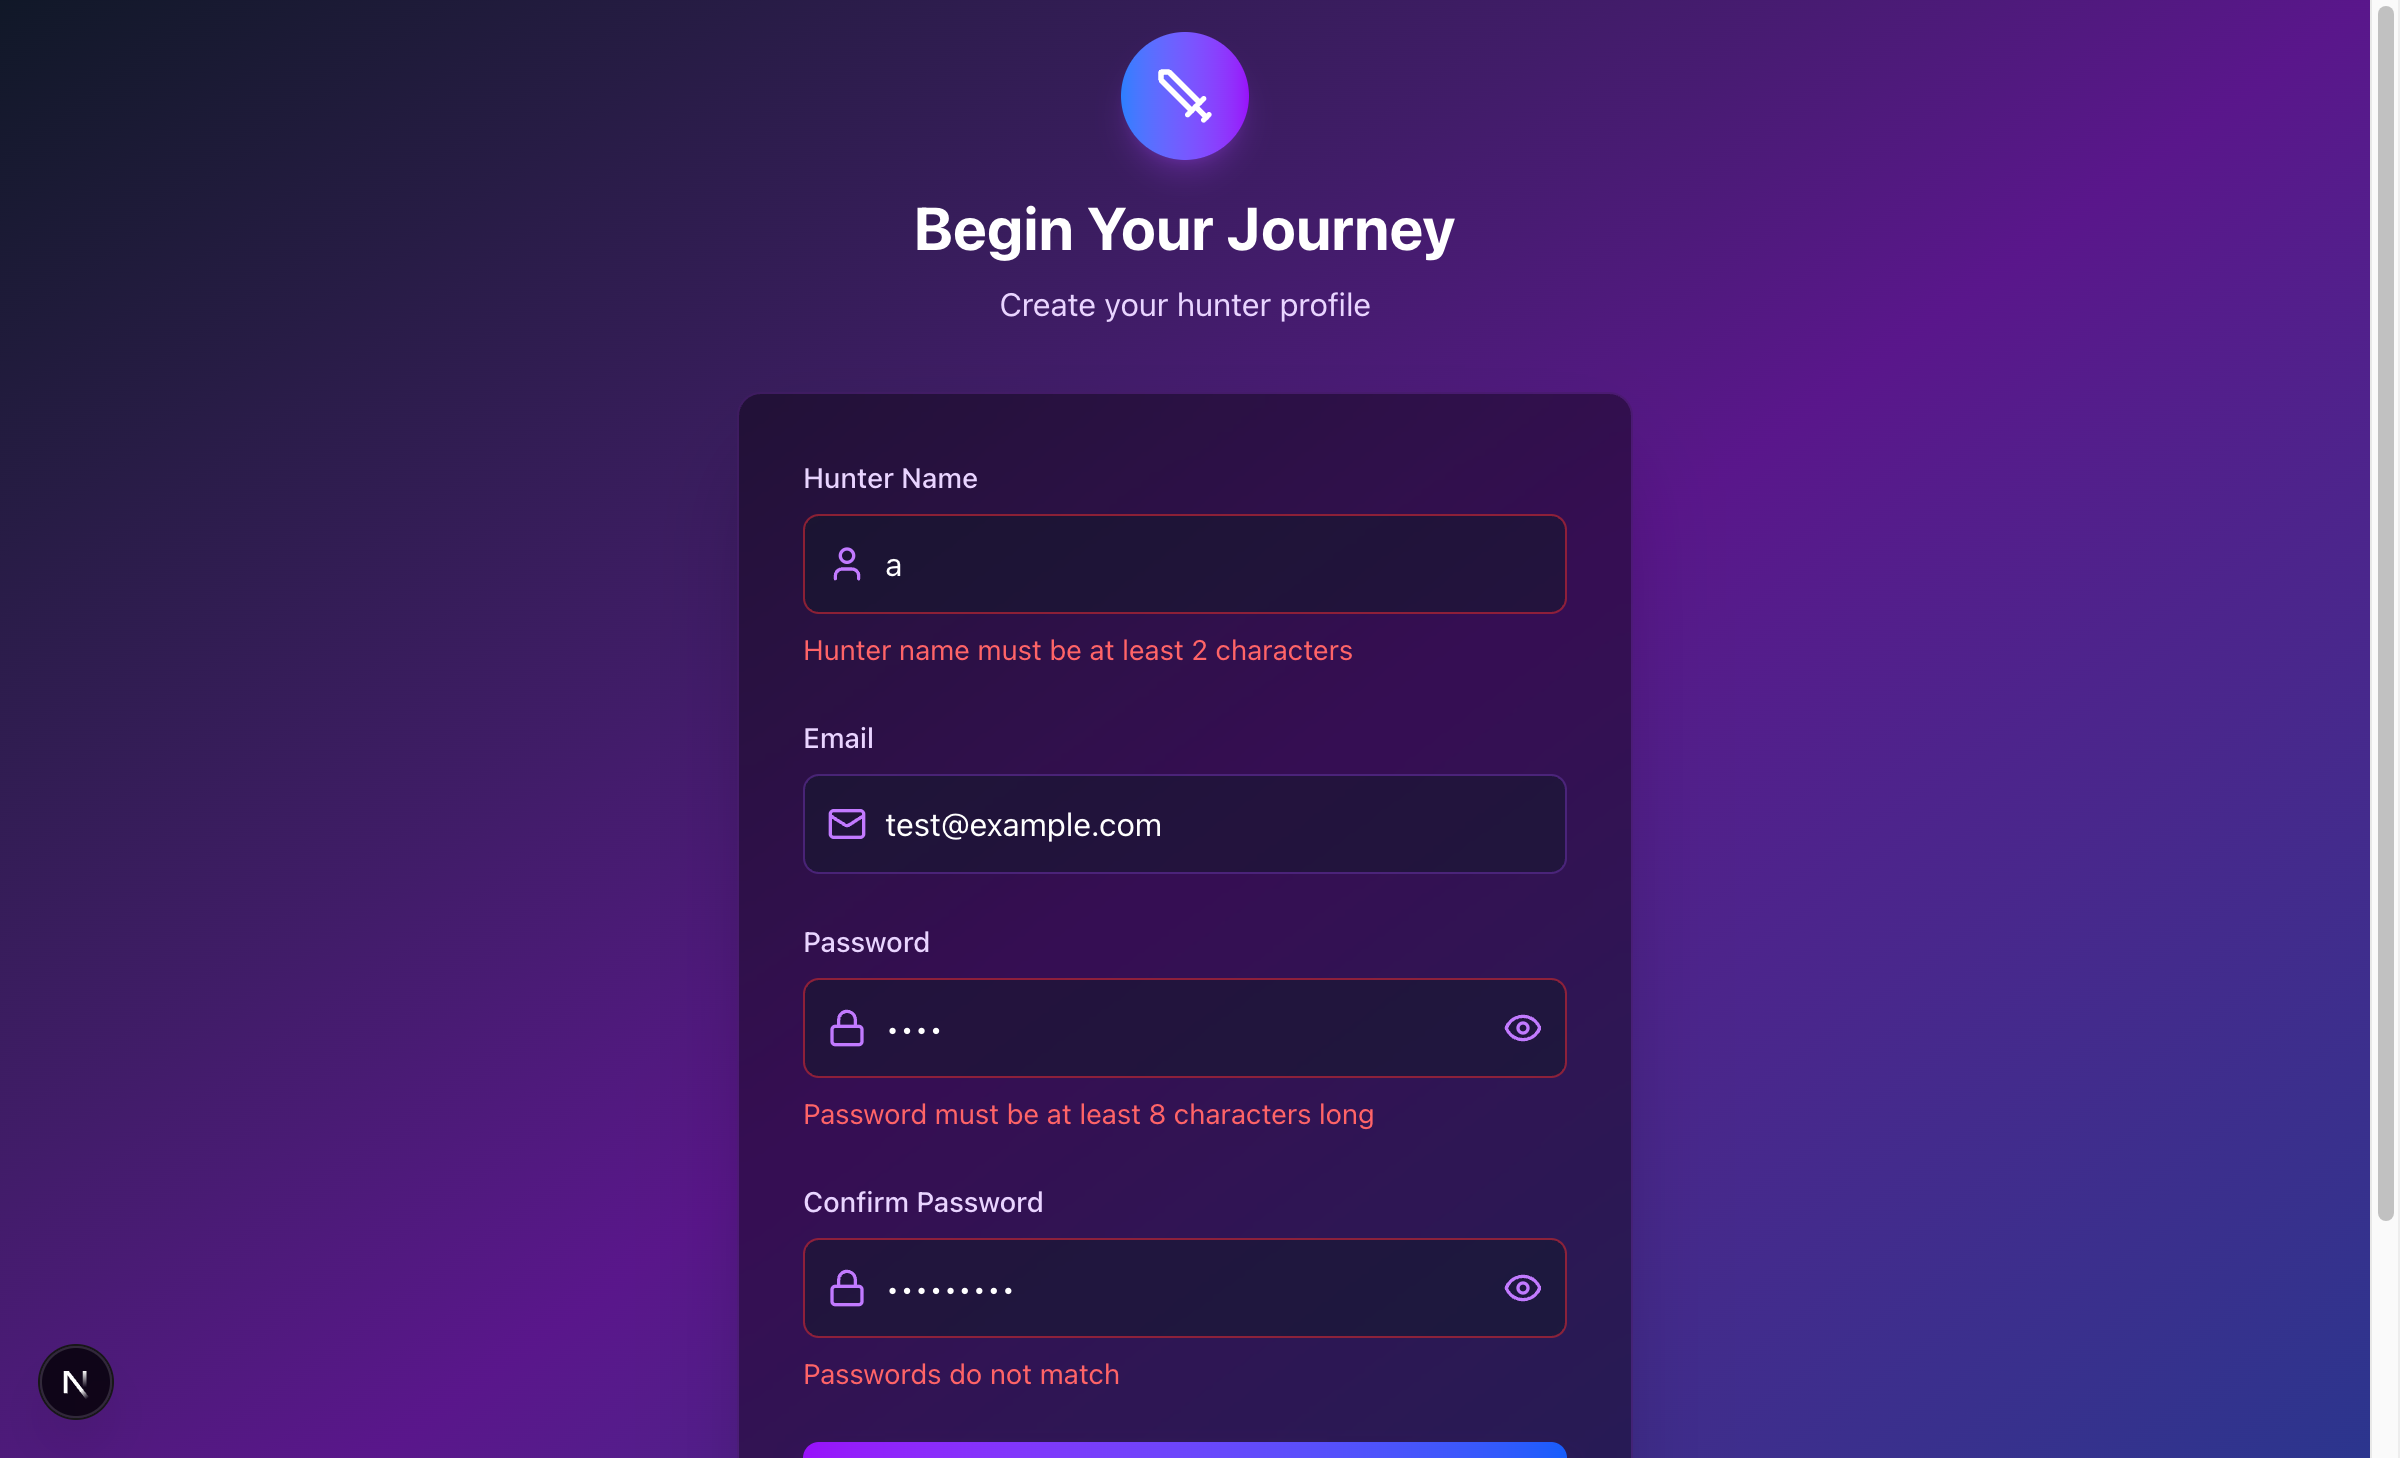 Begin Your Journey
Create your hunter profile
Hunter Name
a
Hunter name must be at least 2 characters
Email
test@example.com
Password
••••
Password must be at least 8 characters long
Confirm Password
•••••••••
Passwords do not match
N